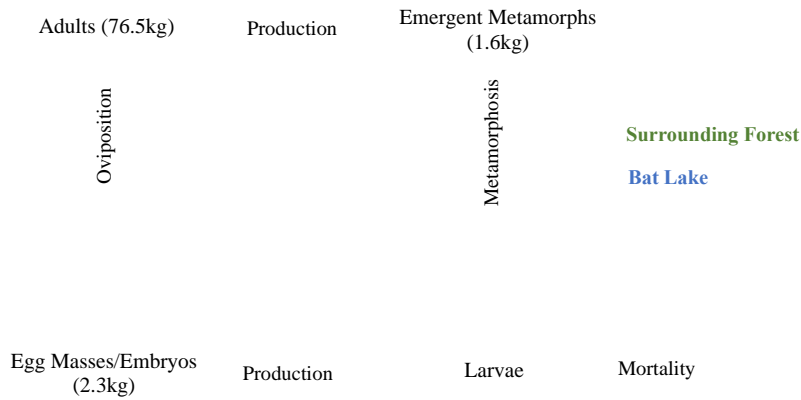 Adults (76.5kg)
Production
Emergent Metamorphs
(1.6kg)
Oviposition
Metamorphosis
Surrounding Forest
Bat Lake
Egg Masses/Embryos
(2.3kg)
Production
Larvae
Mortality